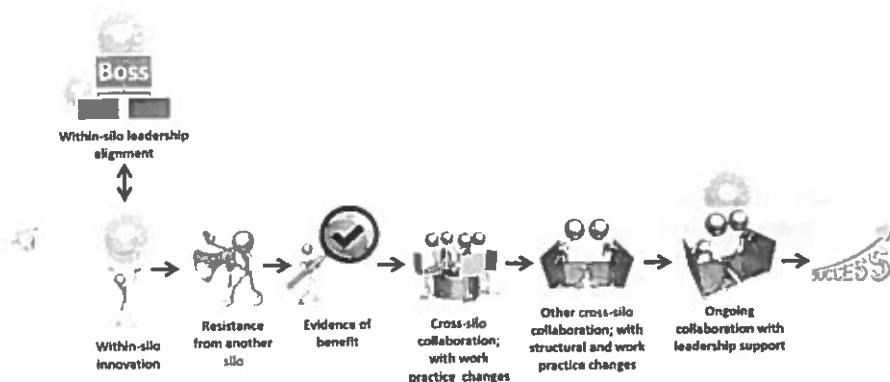 BOSS
Within-silo leadership
alignment
Within-silo
innovation
Resistance
from another
silo
Evidence of
benefit
Cross-silo
collaboration;
with work
practice changes
Other cross-silo
collaboration; with
structural and work
practice changes
Ongoing
collaboration with
leadership support
SUCCESS